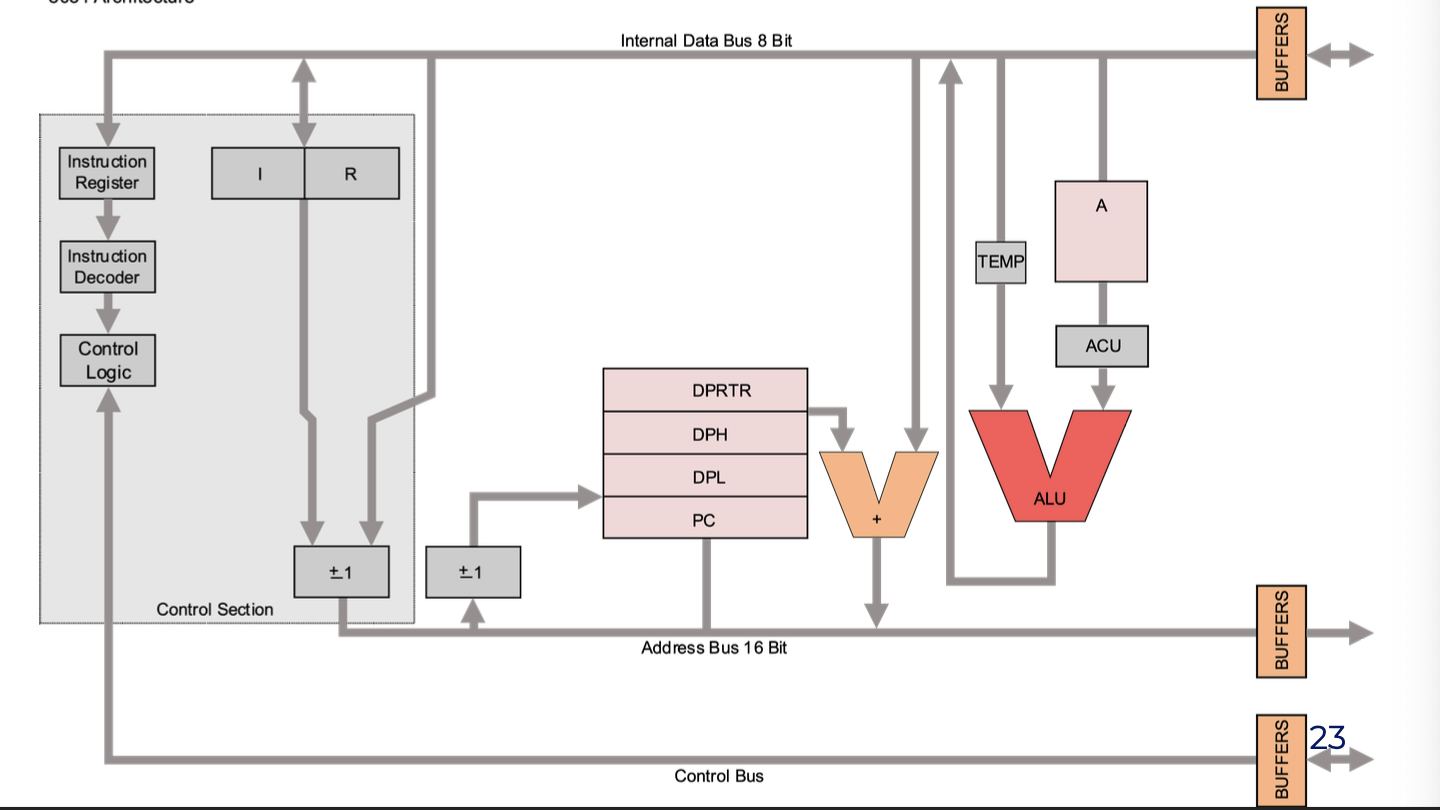 Internal Data Bus 8 Bit
BUFFERS
Instruction
Register
I
R
A
Instruction
Decoder
TEMP
Control
Logic
ACU
DPRTR
DPH
DPL
PC
+
ALU
±1
±1
Control Section
Address Bus 16 Bit
BUFFERS
BUFFERS
23
Control Bus